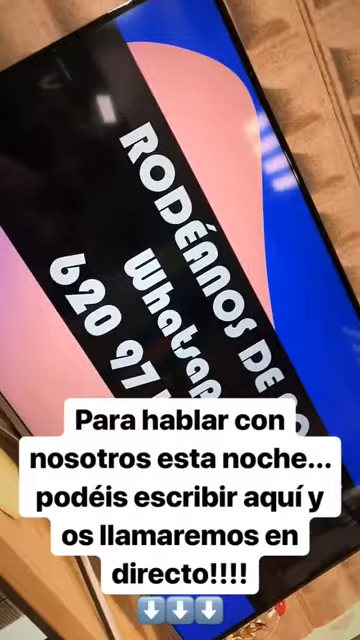 RODÉANOS DE
Whatsap
620 97
Para hablar con
nosotros esta noche...
podéis escribir aquí y
os llamaremos en
directo!!!!
⬇️⬇️⬇️